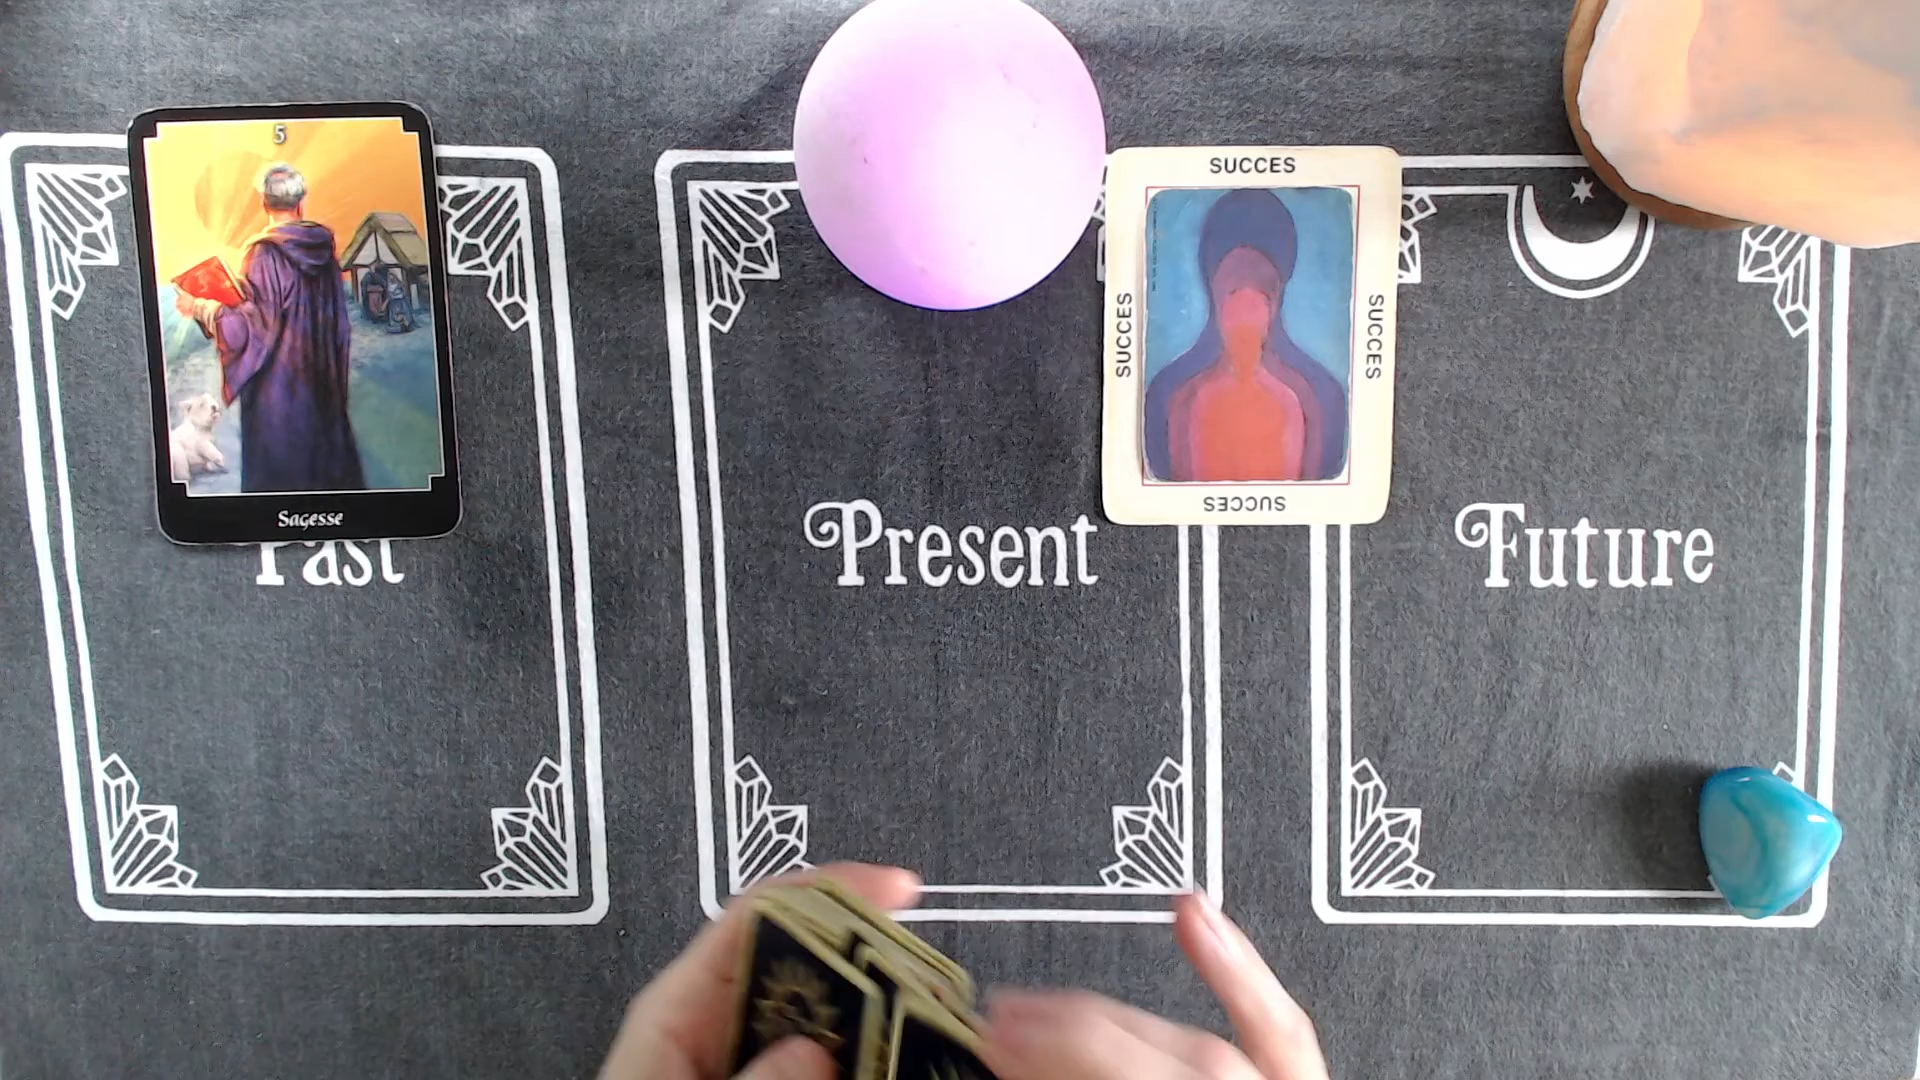 5
Sagesse
Past
Present
SUCCES
SUCCES
SUCCES
SUCCES
Future